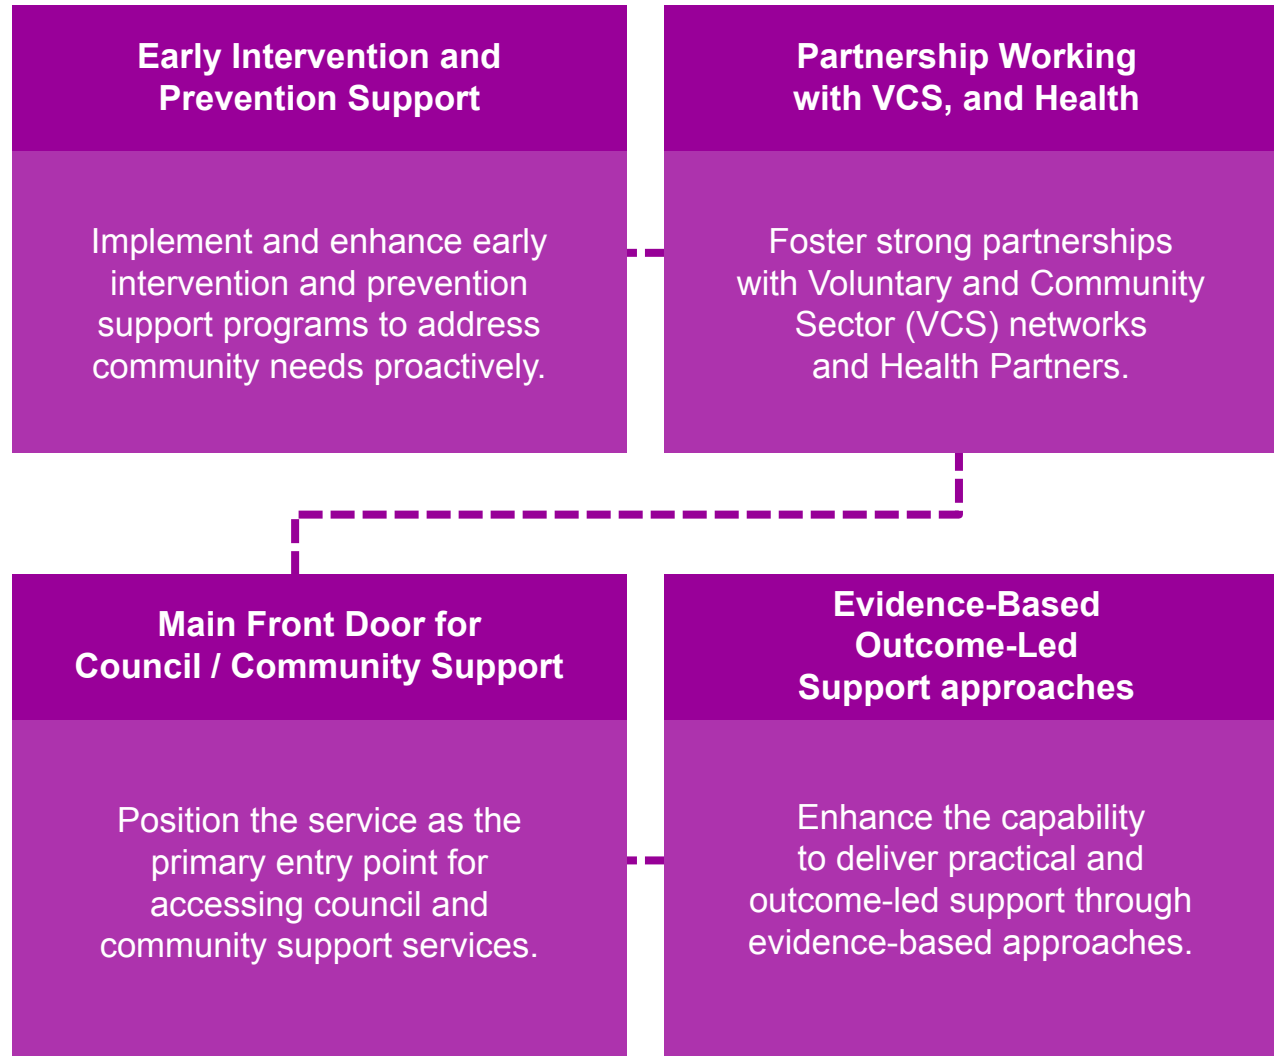 Early Intervention and
Prevention Support
Implement and enhance early
intervention and prevention
support programs to address
community needs proactively.
Partnership Working
with VCS, and Health
Foster strong partnerships
with Voluntary and Community
Sector (VCS) networks
and Health Partners.
Main Front Door for
Council / Community Support
Position the service as the
primary entry point for
accessing council and
community support services.
Evidence-Based
Outcome-Led
Support approaches
Enhance the capability
to deliver practical and
outcome-led support through
evidence-based approaches.